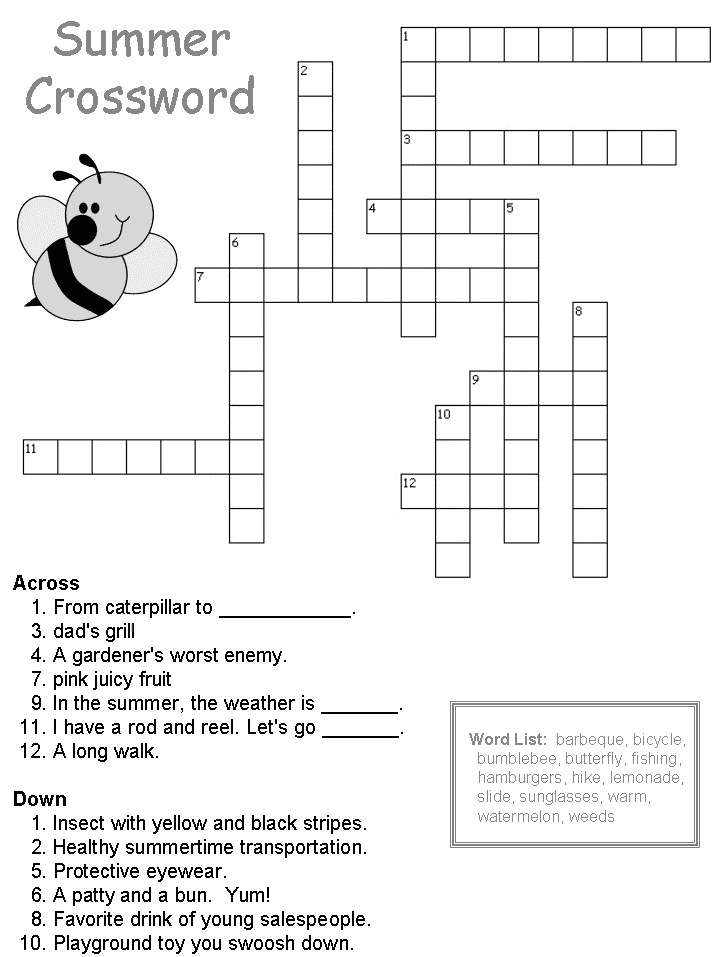 Summer
Crossword
1
2
3
4
5
6
7
8
9
10
11
12
Across
1. From caterpillar to ____________.
3. dad's grill
4. A gardener's worst enemy.
7. pink juicy fruit
9. In the summer, the weather is _______.
11. I have a rod and reel. Let's go _______.
12. A long walk.
Down
1. Insect with yellow and black stripes.
2. Healthy summertime transportation.
5. Protective eyewear.
6. A patty and a bun.  Yum!
8. Favorite drink of young salespeople.
10. Playground toy you swoosh down.
Word List:  barbeque, bicycle,
bumblebee, butterfly, fishing,
hamburgers, hike, lemonade,
slide, sunglasses, warm,
watermelon, weeds